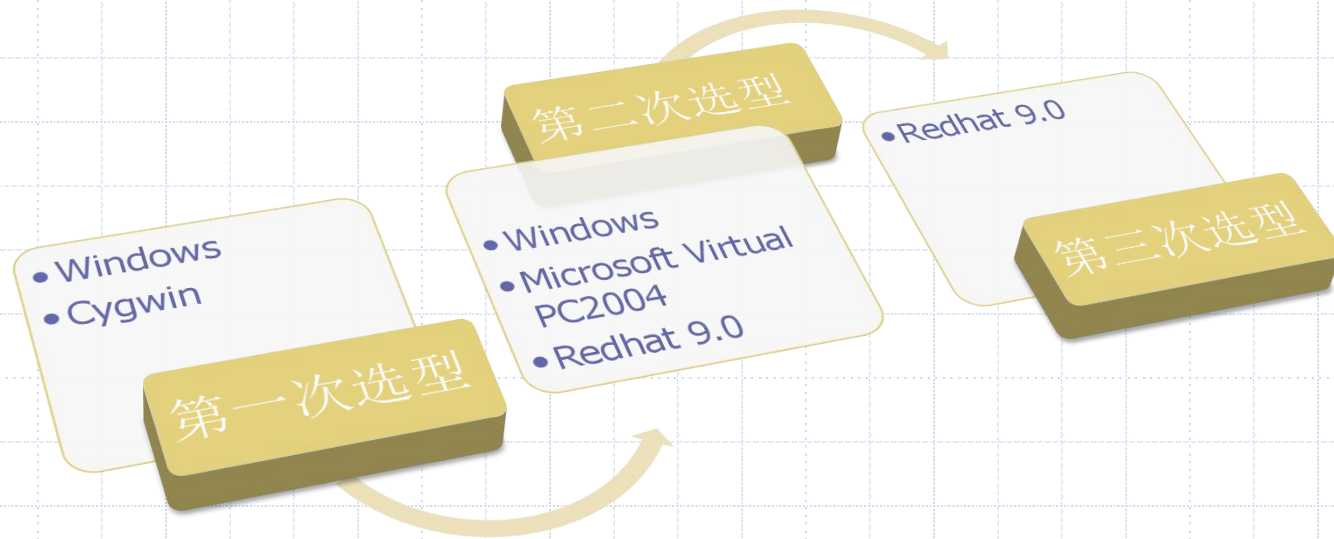 • Windows
• Cygwin
第一次选型
第二次选型
• Windows
• Microsoft Virtual
PC2004
• Redhat 9.0
• Redhat 9.0
第三次选型